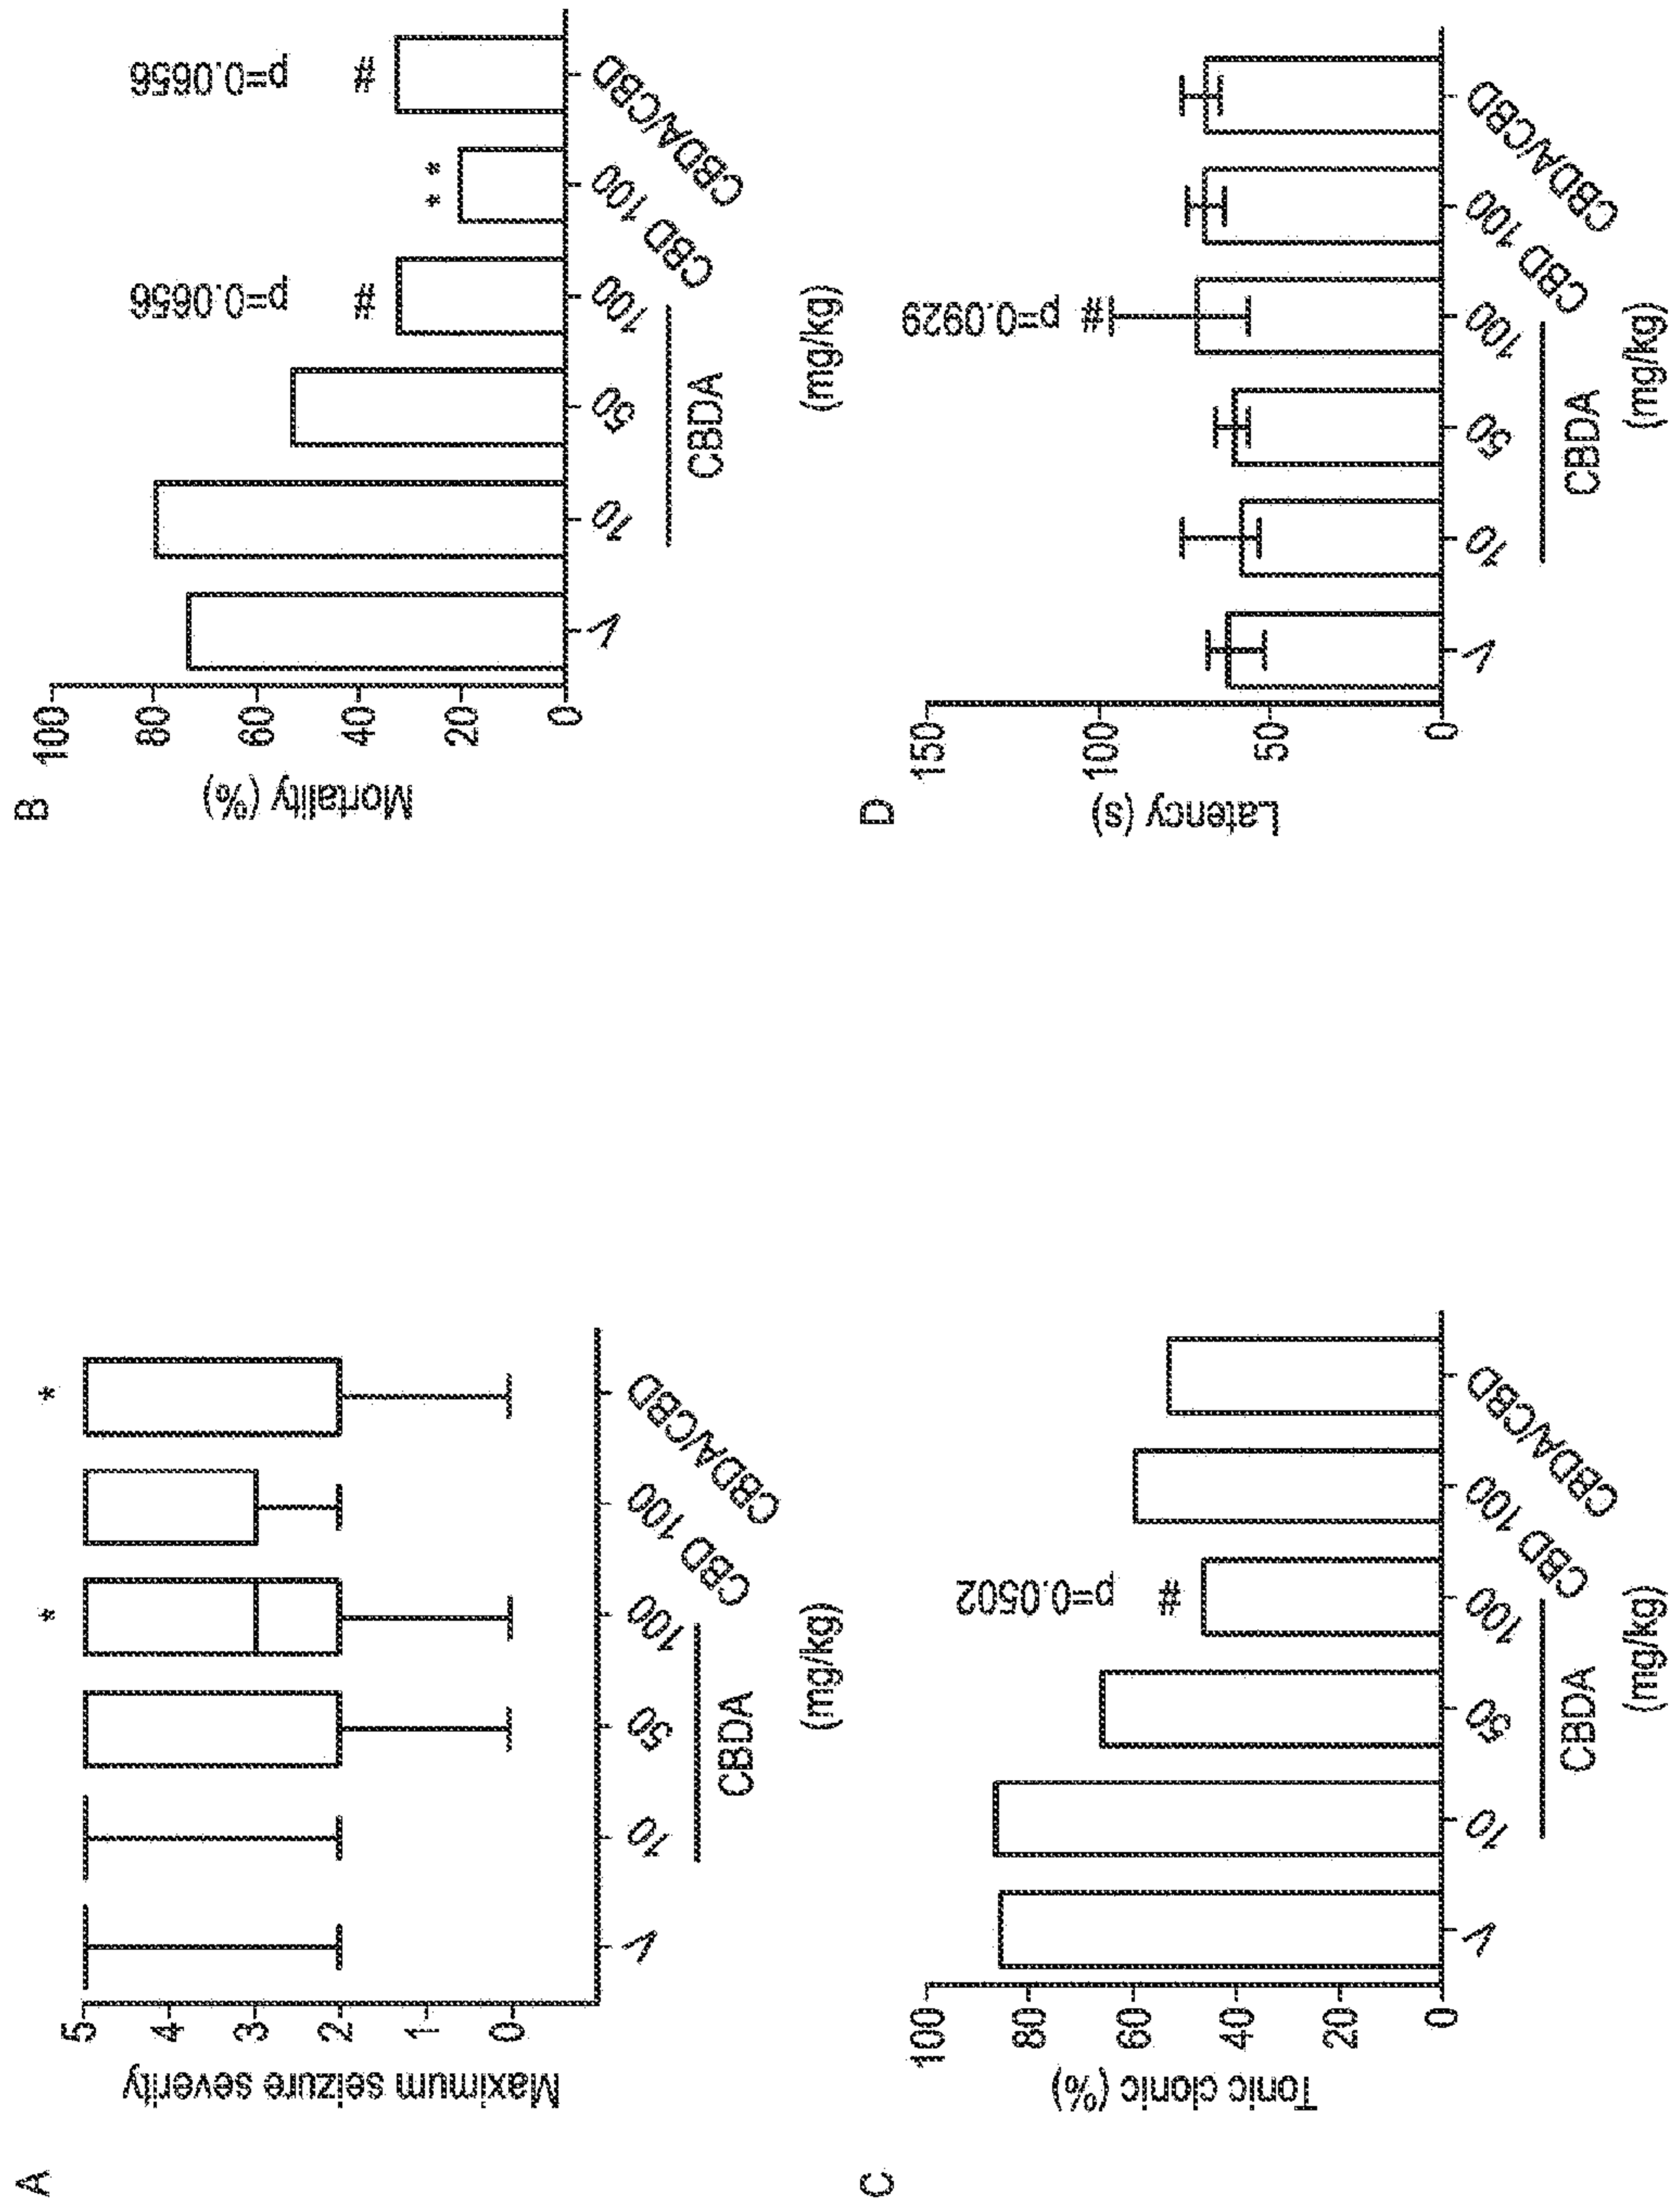 A
Maximum seizure severity
5
4
3
2
1
0
*
*
V
10
50
100
CBD 100
CBDA/CBD
CBDA
(mg/kg)
B
Mortality (%)
100
80
60
40
20
0
p=0.0656
#
**
p=0.0656
#
V
10
50
100
CBD 100
CBDA/CBD
CBDA
(mg/kg)
C
Tonic clonic (%)
100
80
60
40
20
0
p=0.0502
#
V
10
50
100
CBD 100
CBDA/CBD
CBDA
(mg/kg)
D
Latency (s)
150
100
50
0
# p=0.0929
V
10
50
100
CBD 100
CBDA/CBD
CBDA
(mg/kg)